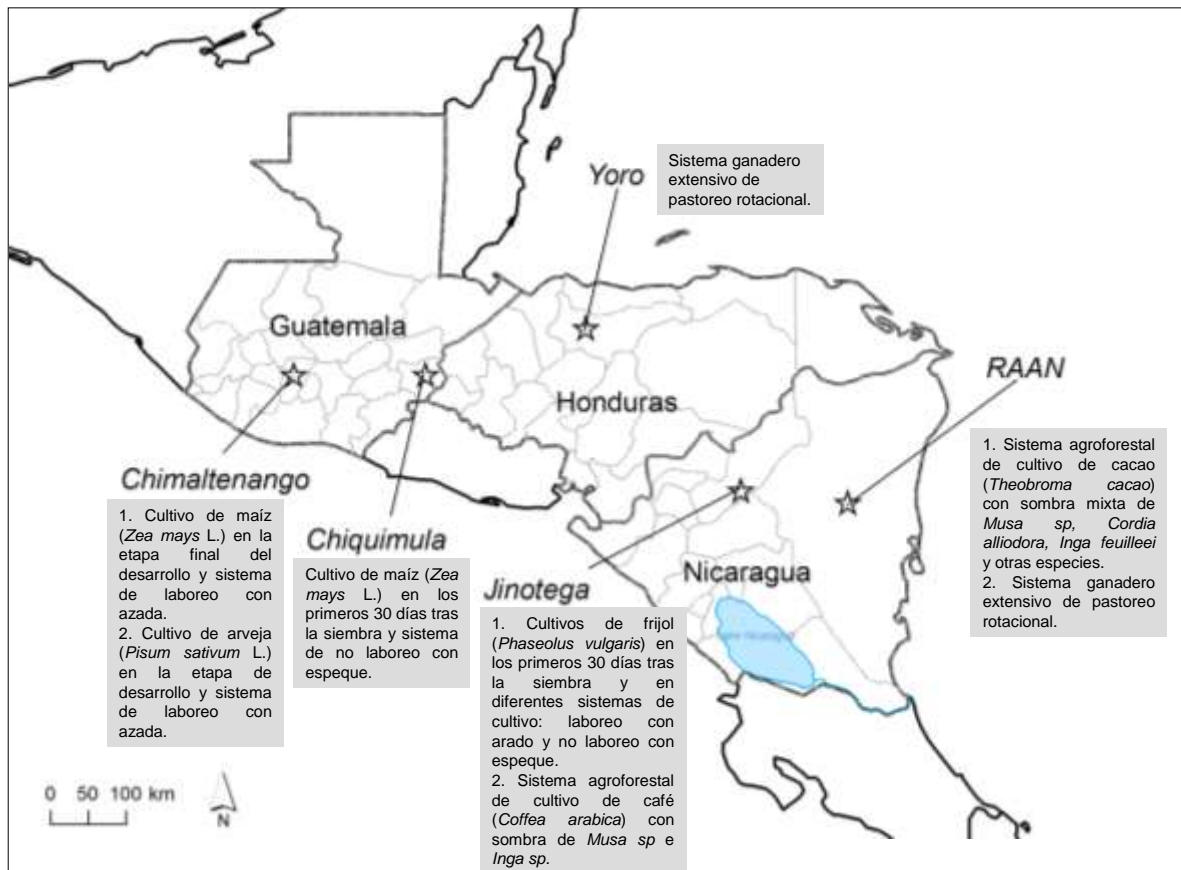 Yoro
Sistema ganadero
extensivo de
pastoreo rotacional.
Guatemala
Honduras
RAAN
1. Sistema agroforestal
de cultivo de cacao
(Theobroma cacao)
con sombra mixta de
Musa sp, Cordia
alliodora, Inga feuilleei
y otras especies.
2. Sistema ganadero
extensivo de pastoreo
rotacional.
Chimaltenango
1. Cultivo de maíz
(Zea mays L.) en la
etapa final del
desarrollo y sistema
de laboreo con
azada.
2. Cultivo de arveja
(Pisum sativum L.)
en la etapa de
desarrollo y sistema
de laboreo con
azada.
Chiquimula
Cultivo de maíz (Zea
mays L.) en los
primeros 30 días tras
la siembra y sistema
de no laboreo con
espeque.
Jinotega
Nicaragua
1. Cultivos de frijol
(Phaseolus vulgaris) en
los primeros 30 días tras
la siembra y en
diferentes sistemas de
cultivo: laboreo con
arado y no laboreo con
espeque.
2. Sistema agroforestal
de cultivo de café
(Coffea arabica) con
sombra de Musa sp e
Inga sp.
0 50 100 km
N